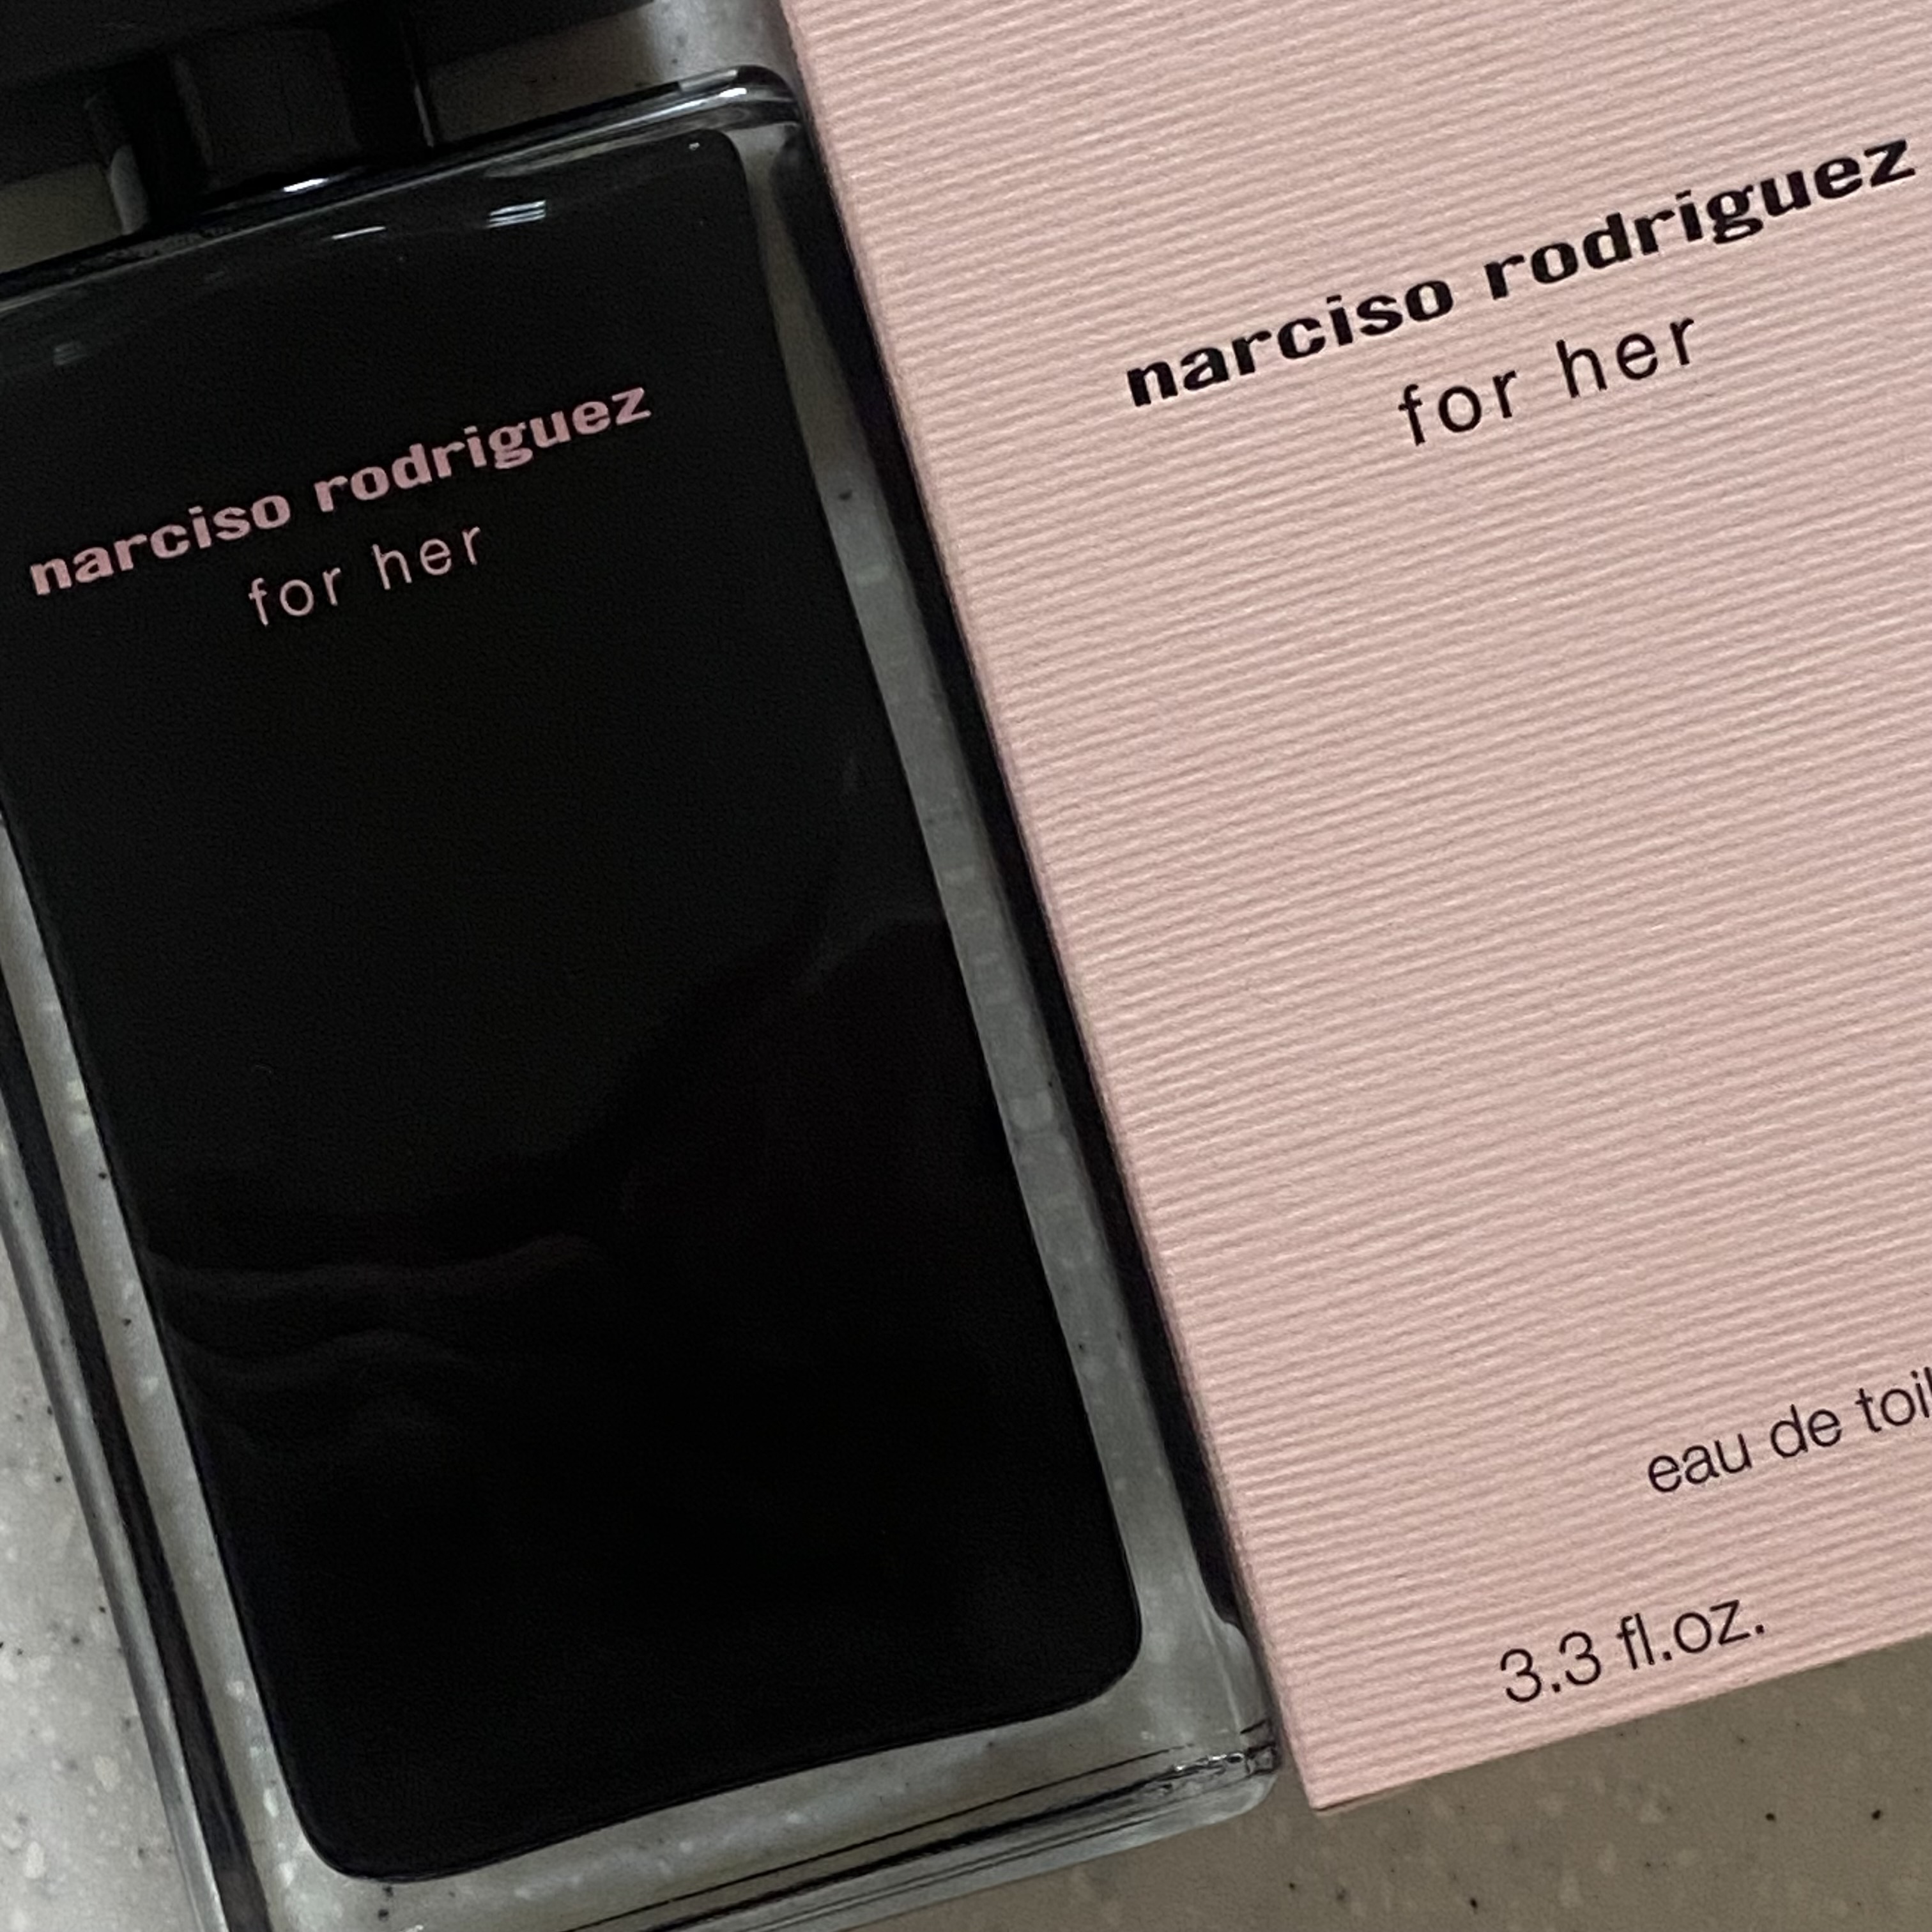 narciso rodriguez
for her
narciso rodriguez
for her
eau de toil
3.3 fl.oz.